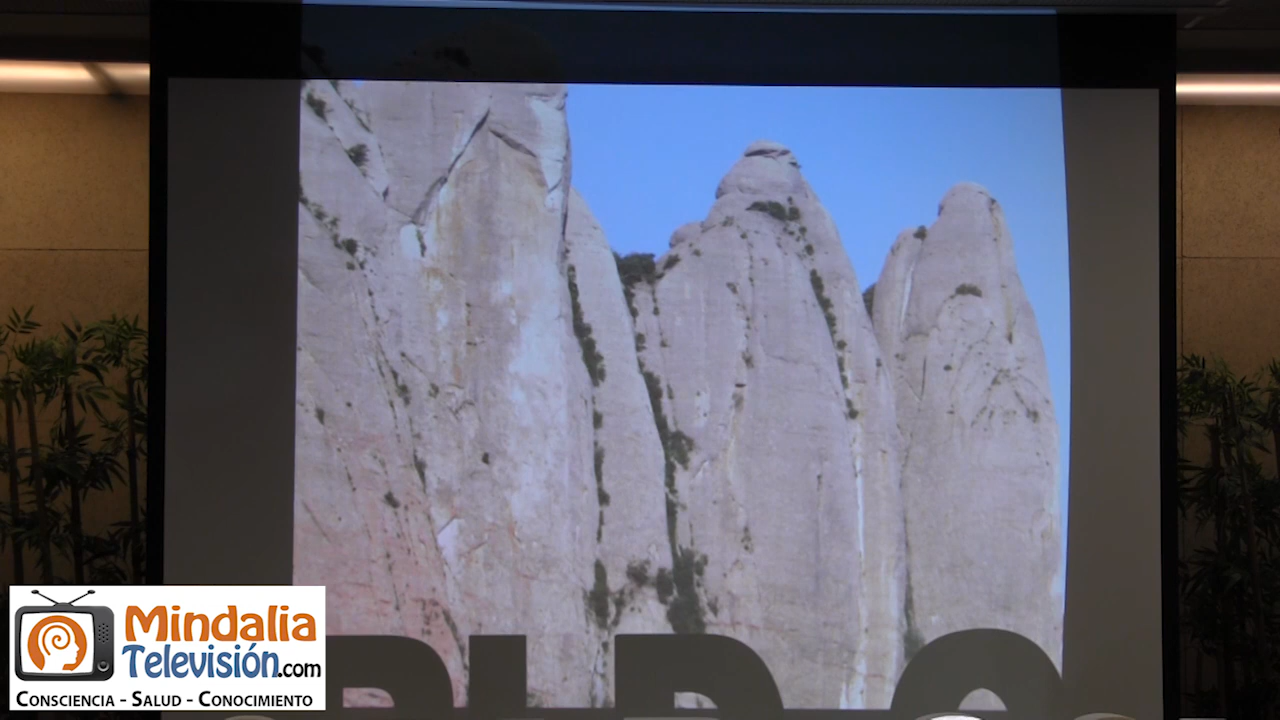 Mindalia
Televisión.com
Consciencia - Salud - Conocimiento